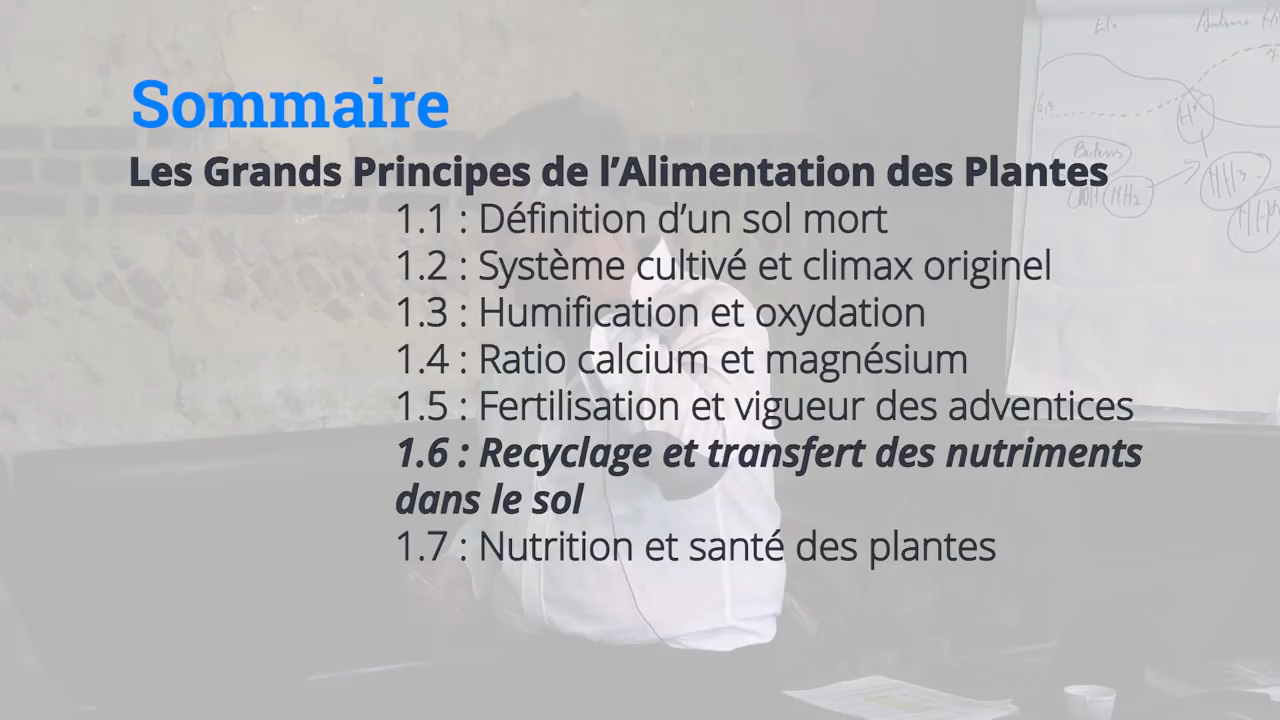 Sommaire
Les Grands Principes de l’Alimentation des Plantes
1.1 : Définition d’un sol mort
1.2 : Système cultivé et climax originel
1.3 : Humification et oxydation
1.4 : Ratio calcium et magnésium
1.5 : Fertilisation et vigueur des adventices
1.6 : Recyclage et transfert des nutriments
dans le sol
1.7 : Nutrition et santé des plantes